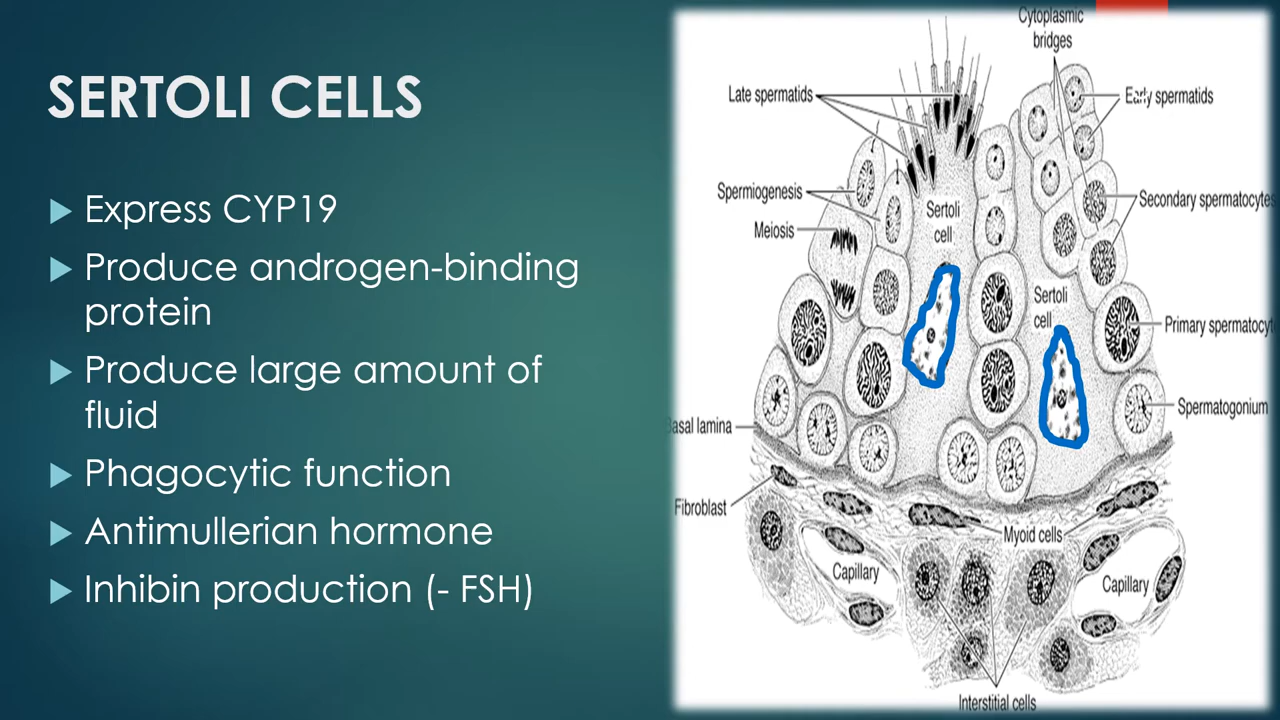 SERTOLI CELLS
Express CYP19
Produce androgen-binding
protein
Produce large amount of
fluid
Phagocytic function
Antimullerian hormone
Inhibin production (- FSH)
Cytoplasmic
bridges
Late spermatids
Early spermatids
Spermiogenesis
Secondary spermatocytes
Sertoli
cell
Meiosis
Sertoli
cell
Primary spermatocyt
Spermatogonium
Basal lamina
Fibroblast
Myoid cells
Capillary
Capillary
Interstitial cells